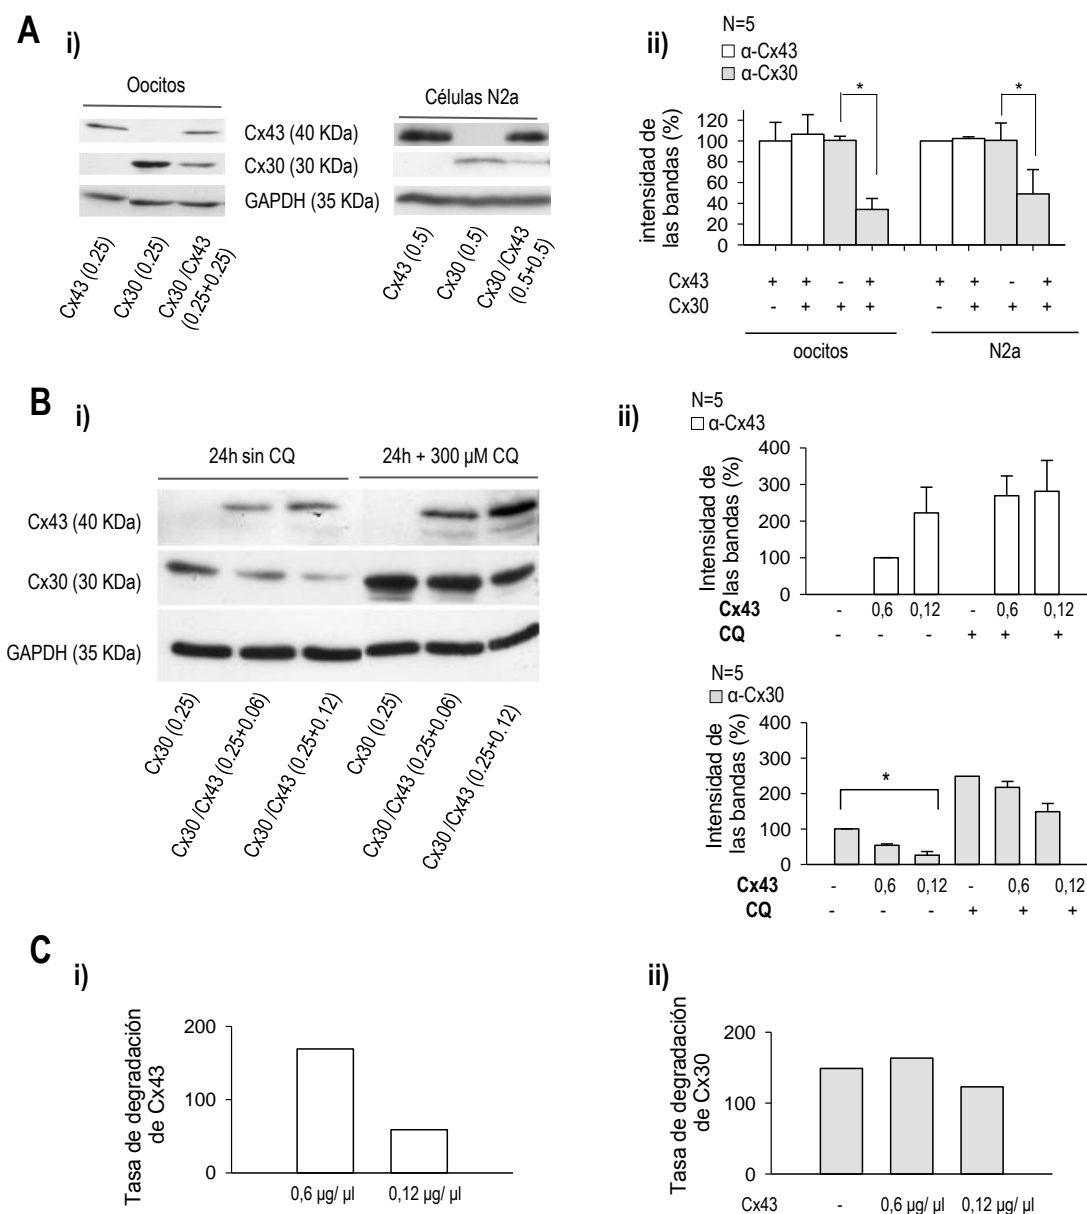 A
i)
Oocitos
Células N2a
Cx43 (40 KDa)
Cx30 (30 KDa)
GAPDH (35 KDa)
Cx43 (0.25)
Cx30 (0.25)
Cx30 /Cx43
(0.25+0.25)
Cx43 (0.5)
Cx30 (0.5)
Cx30 /Cx43
(0.5+0.5)
ii)
N=5
α-Cx43
α-Cx30
* *
intensidad de
las bandas (%)
120
100
80
60
40
20
0
Cx43 + + - + + + - +
Cx30 - + + + - + + +
oocitos N2a
B
i)
24h sin CQ 24h + 300 µM CQ
Cx43 (40 KDa)
Cx30 (30 KDa)
GAPDH (35 KDa)
Cx30 (0.25)
Cx30 /Cx43 (0.25+0.06)
Cx30 /Cx43 (0.25+0.12)
Cx30 (0.25)
Cx30 /Cx43 (0.25+0.06)
Cx30 /Cx43 (0.25+0.12)
ii)
N=5
α-Cx43
Intensidad de
las bandas (%)
400
300
200
100
0
Cx43 - 0,6 0,12 - 0,6 0,12
CQ - - - + + +
N=5
α-Cx30
Intensidad de
las bandas (%)
400
300
200
100
0
*
Cx43 - 0,6 0,12 - 0,6 0,12
CQ - - - + + +
C
i)
Tasa de degradación
de Cx43
200
100
0
0,6 µg/ µl 0,12 µg/ µl
ii)
Tasa de degradación
de Cx30
200
100
0
Cx43 - 0,6 µg/ µl 0,12 µg/ µl